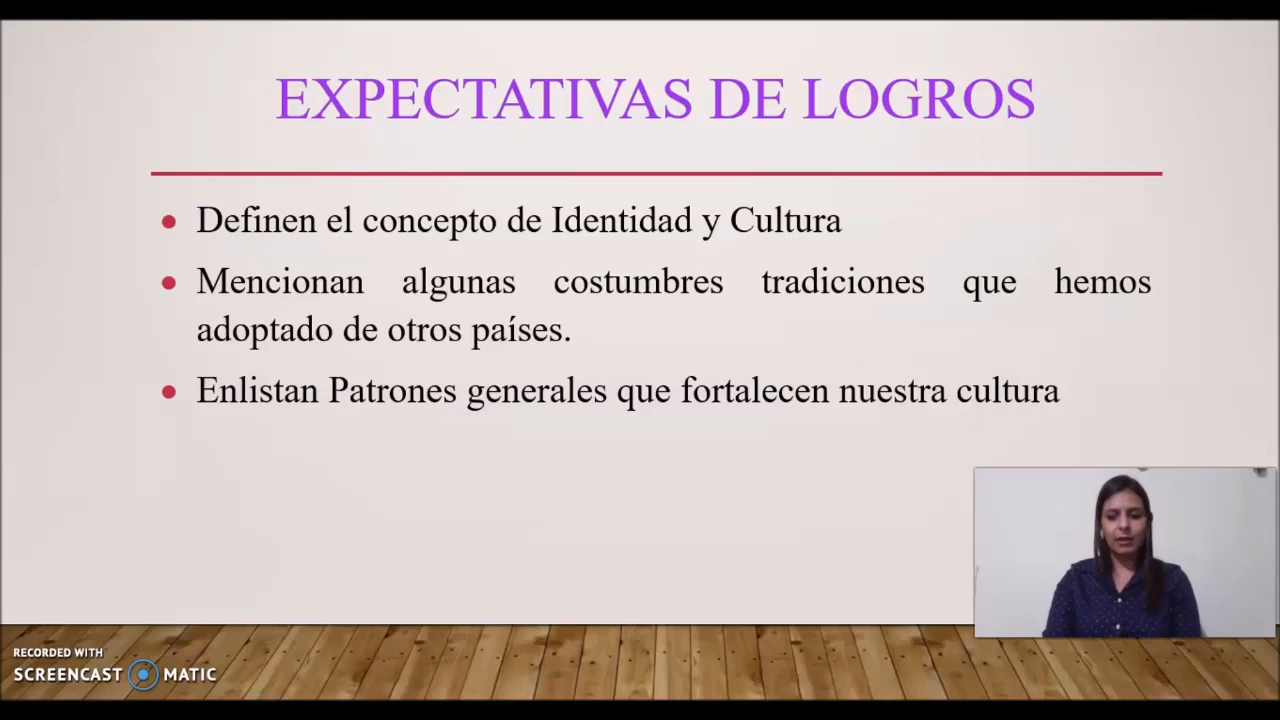 EXPECTATIVAS DE LOGROS
Definen el concepto de Identidad y Cultura
Mencionan algunas costumbres tradiciones que hemos
adoptado de otros países.
Enlistan Patrones generales que fortalecen nuestra cultura
RECORDED WITH
SCREENCAST MATIC